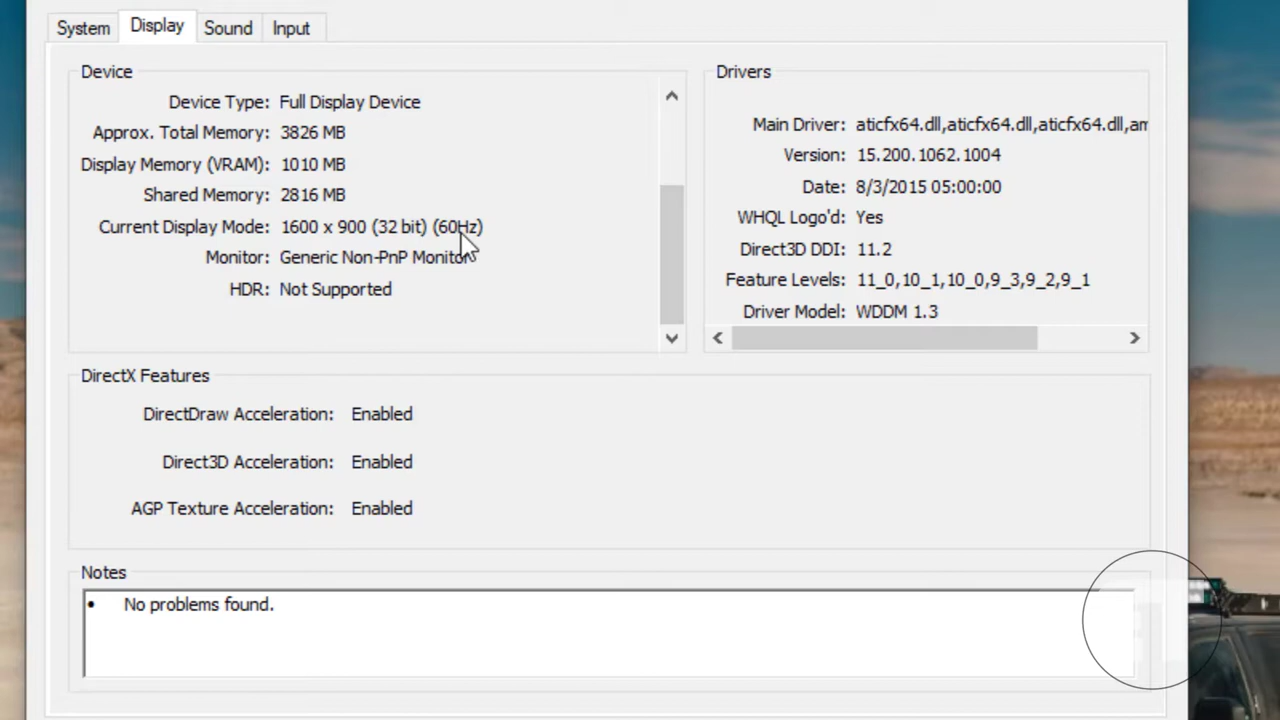 System
Display
Sound
Input
Device
Device Type: Full Display Device
Approx. Total Memory: 3826 MB
Display Memory (VRAM): 1010 MB
Shared Memory: 2816 MB
Current Display Mode: 1600 x 900 (32 bit) (60Hz)
Monitor: Generic Non-PnP Monitor
HDR: Not Supported
Drivers
Main Driver: aticfx64.dll,aticfx64.dll,aticfx64.dll,am
Version: 15.200.1062.1004
Date: 8/3/2015 05:00:00
WHQL Logo'd: Yes
Direct3D DDI: 11.2
Feature Levels: 11_0,10_1,10_0,9_3,9_2,9_1
Driver Model: WDDM 1.3
DirectX Features
DirectDraw Acceleration: Enabled
Direct3D Acceleration: Enabled
AGP Texture Acceleration: Enabled
Notes
• No problems found.